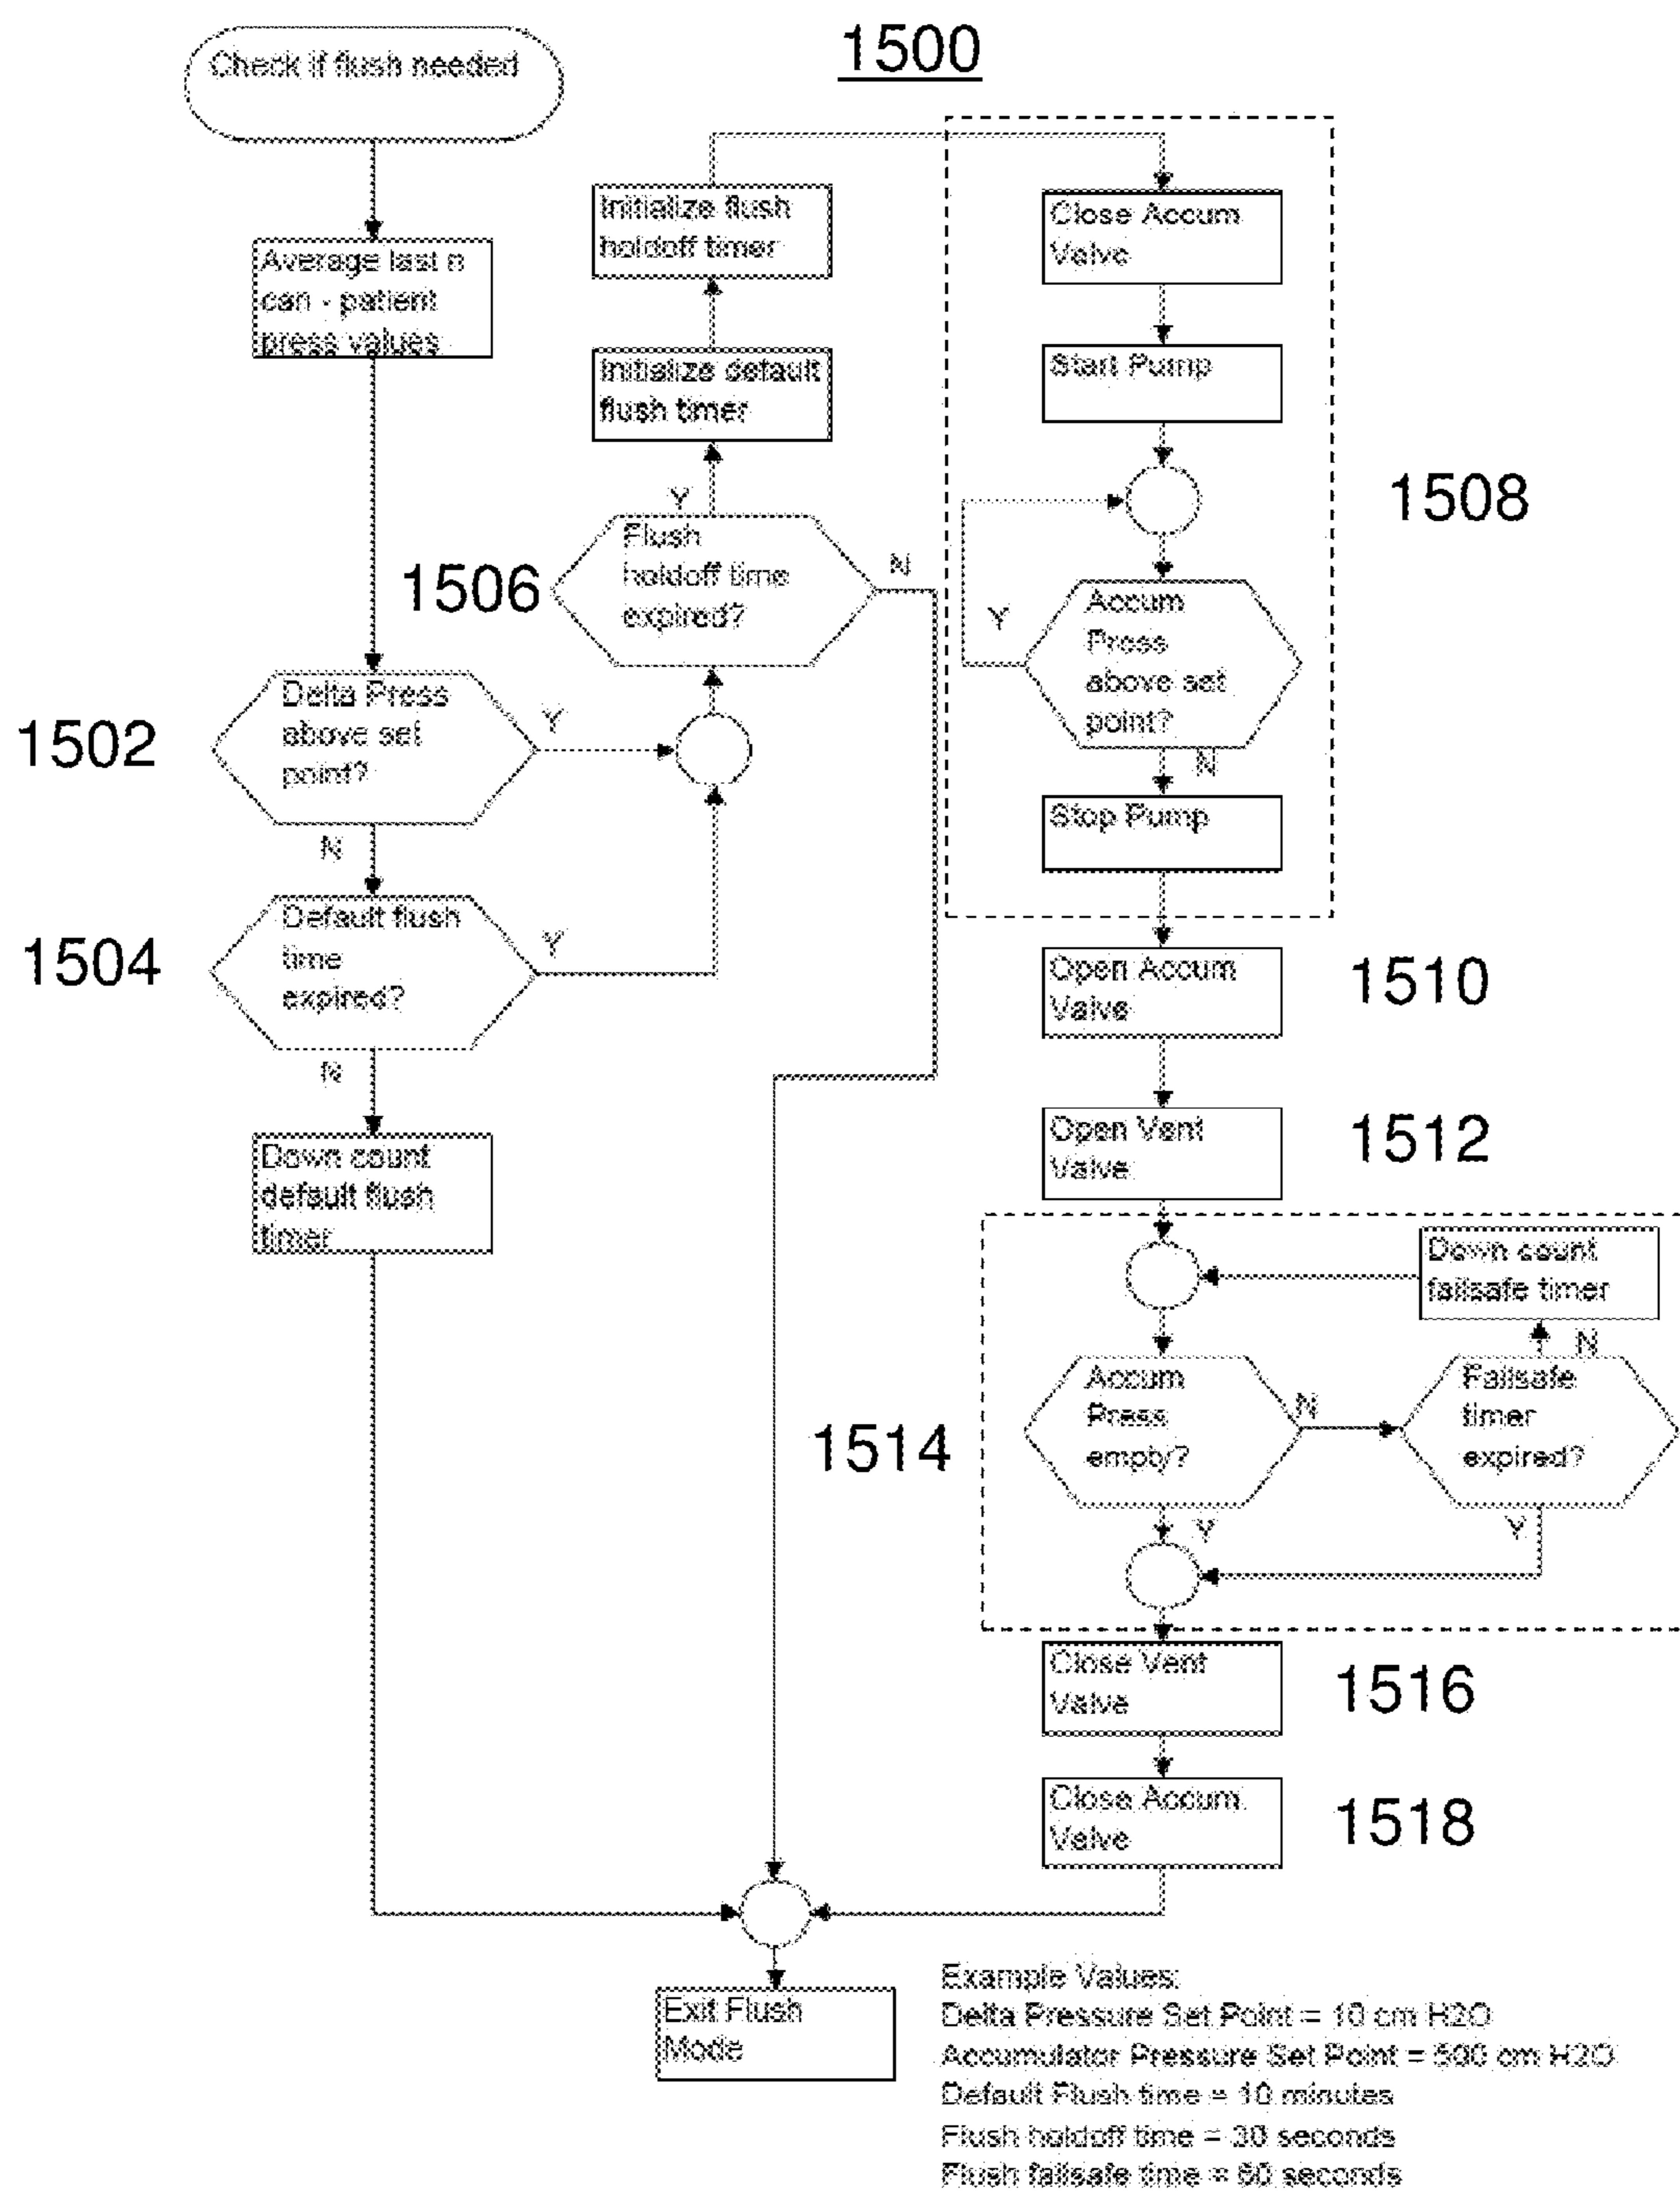 1500
Check if flush needed
Average last n
can - patient
press values
1502
Delta Press
above set
point?
Y
N
1504
Default flush
time
expired?
Y
N
Down count
default flush
timer
1506
Flush
holdoff time
expired?
Y
N
Initialize default
flush timer
Initialize flush
holdoff timer
1508
Close Accum
Valve
Start Pump
Accum
Press
above set
point?
Y
N
Stop Pump
Open Accum
Valve
1510
Open Vent
Valve
1512
1514
Accum
Press
empty?
N
Y
Failsafe
timer
expired?
N
Y
Down count
failsafe timer
Close Vent
Valve
1516
Close Accum
Valve
1518
Exit Flush
Mode
Example Values:
Delta Pressure Set Point = 10 cm H2O
Accumulator Pressure Set Point = 500 cm H2O
Default Flush time = 10 minutes
Flush holdoff time = 30 seconds
Flush failsafe time = 60 seconds